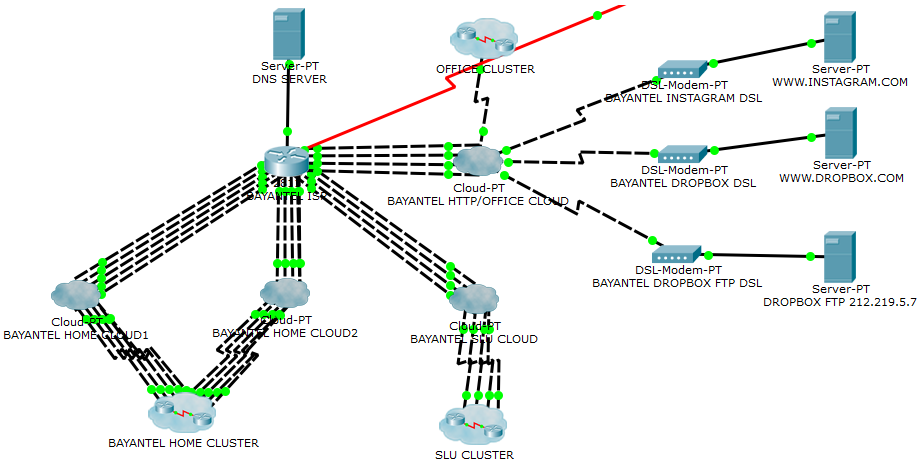 Server-PT
DNS SERVER
OFFICE CLUSTER
DSL-Modem-PT
BAYANTEL INSTAGRAM DSL
Server-PT
WWW.INSTAGRAM.COM
BAYANTEL ISP
Cloud-PT
BAYANTEL HTTP/OFFICE CLOUD
DSL-Modem-PT
BAYANTEL DROPBOX DSL
Server-PT
WWW.DROPBOX.COM
DSL-Modem-PT
BAYANTEL DROPBOX FTP DSL
Server-PT
DROPBOX FTP 212.219.5.7
Cloud-PT
BAYANTEL HOME CLOUD1
Cloud-PT
BAYANTEL HOME CLOUD2
Cloud-PT
BAYANTEL SLU CLOUD
BAYANTEL HOME CLUSTER
SLU CLUSTER